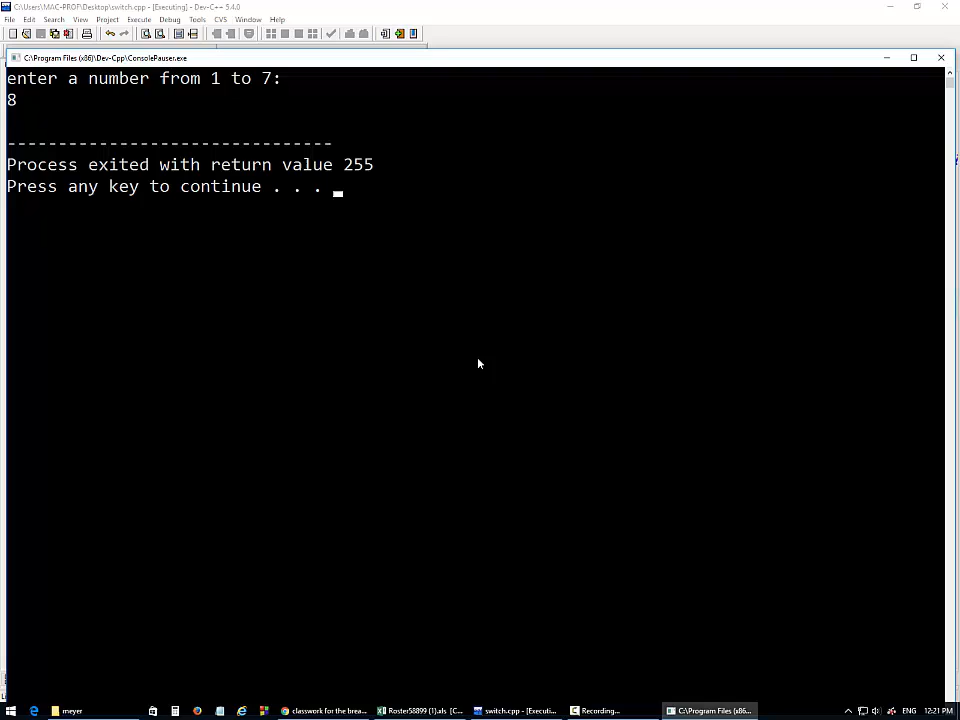 C:\Users\MAC-PROF\Desktop\switch.cpp - [Executing] - Dev-C++ 5.4.0
File Edit Search View Project Execute Debug Tools CVS Window Help
C:\Program Files (x86)\Dev-Cpp\ConsolePauser.exe
enter a number from 1 to 7:
8
-------------------------------
Process exited with return value 255
Press any key to continue . . .
meyer
classwork for the brea...
Roster58899 (1).xls [C...
switch.cpp - [Executi...
Recording...
C:\Program Files (x86...
ENG
12:21 PM